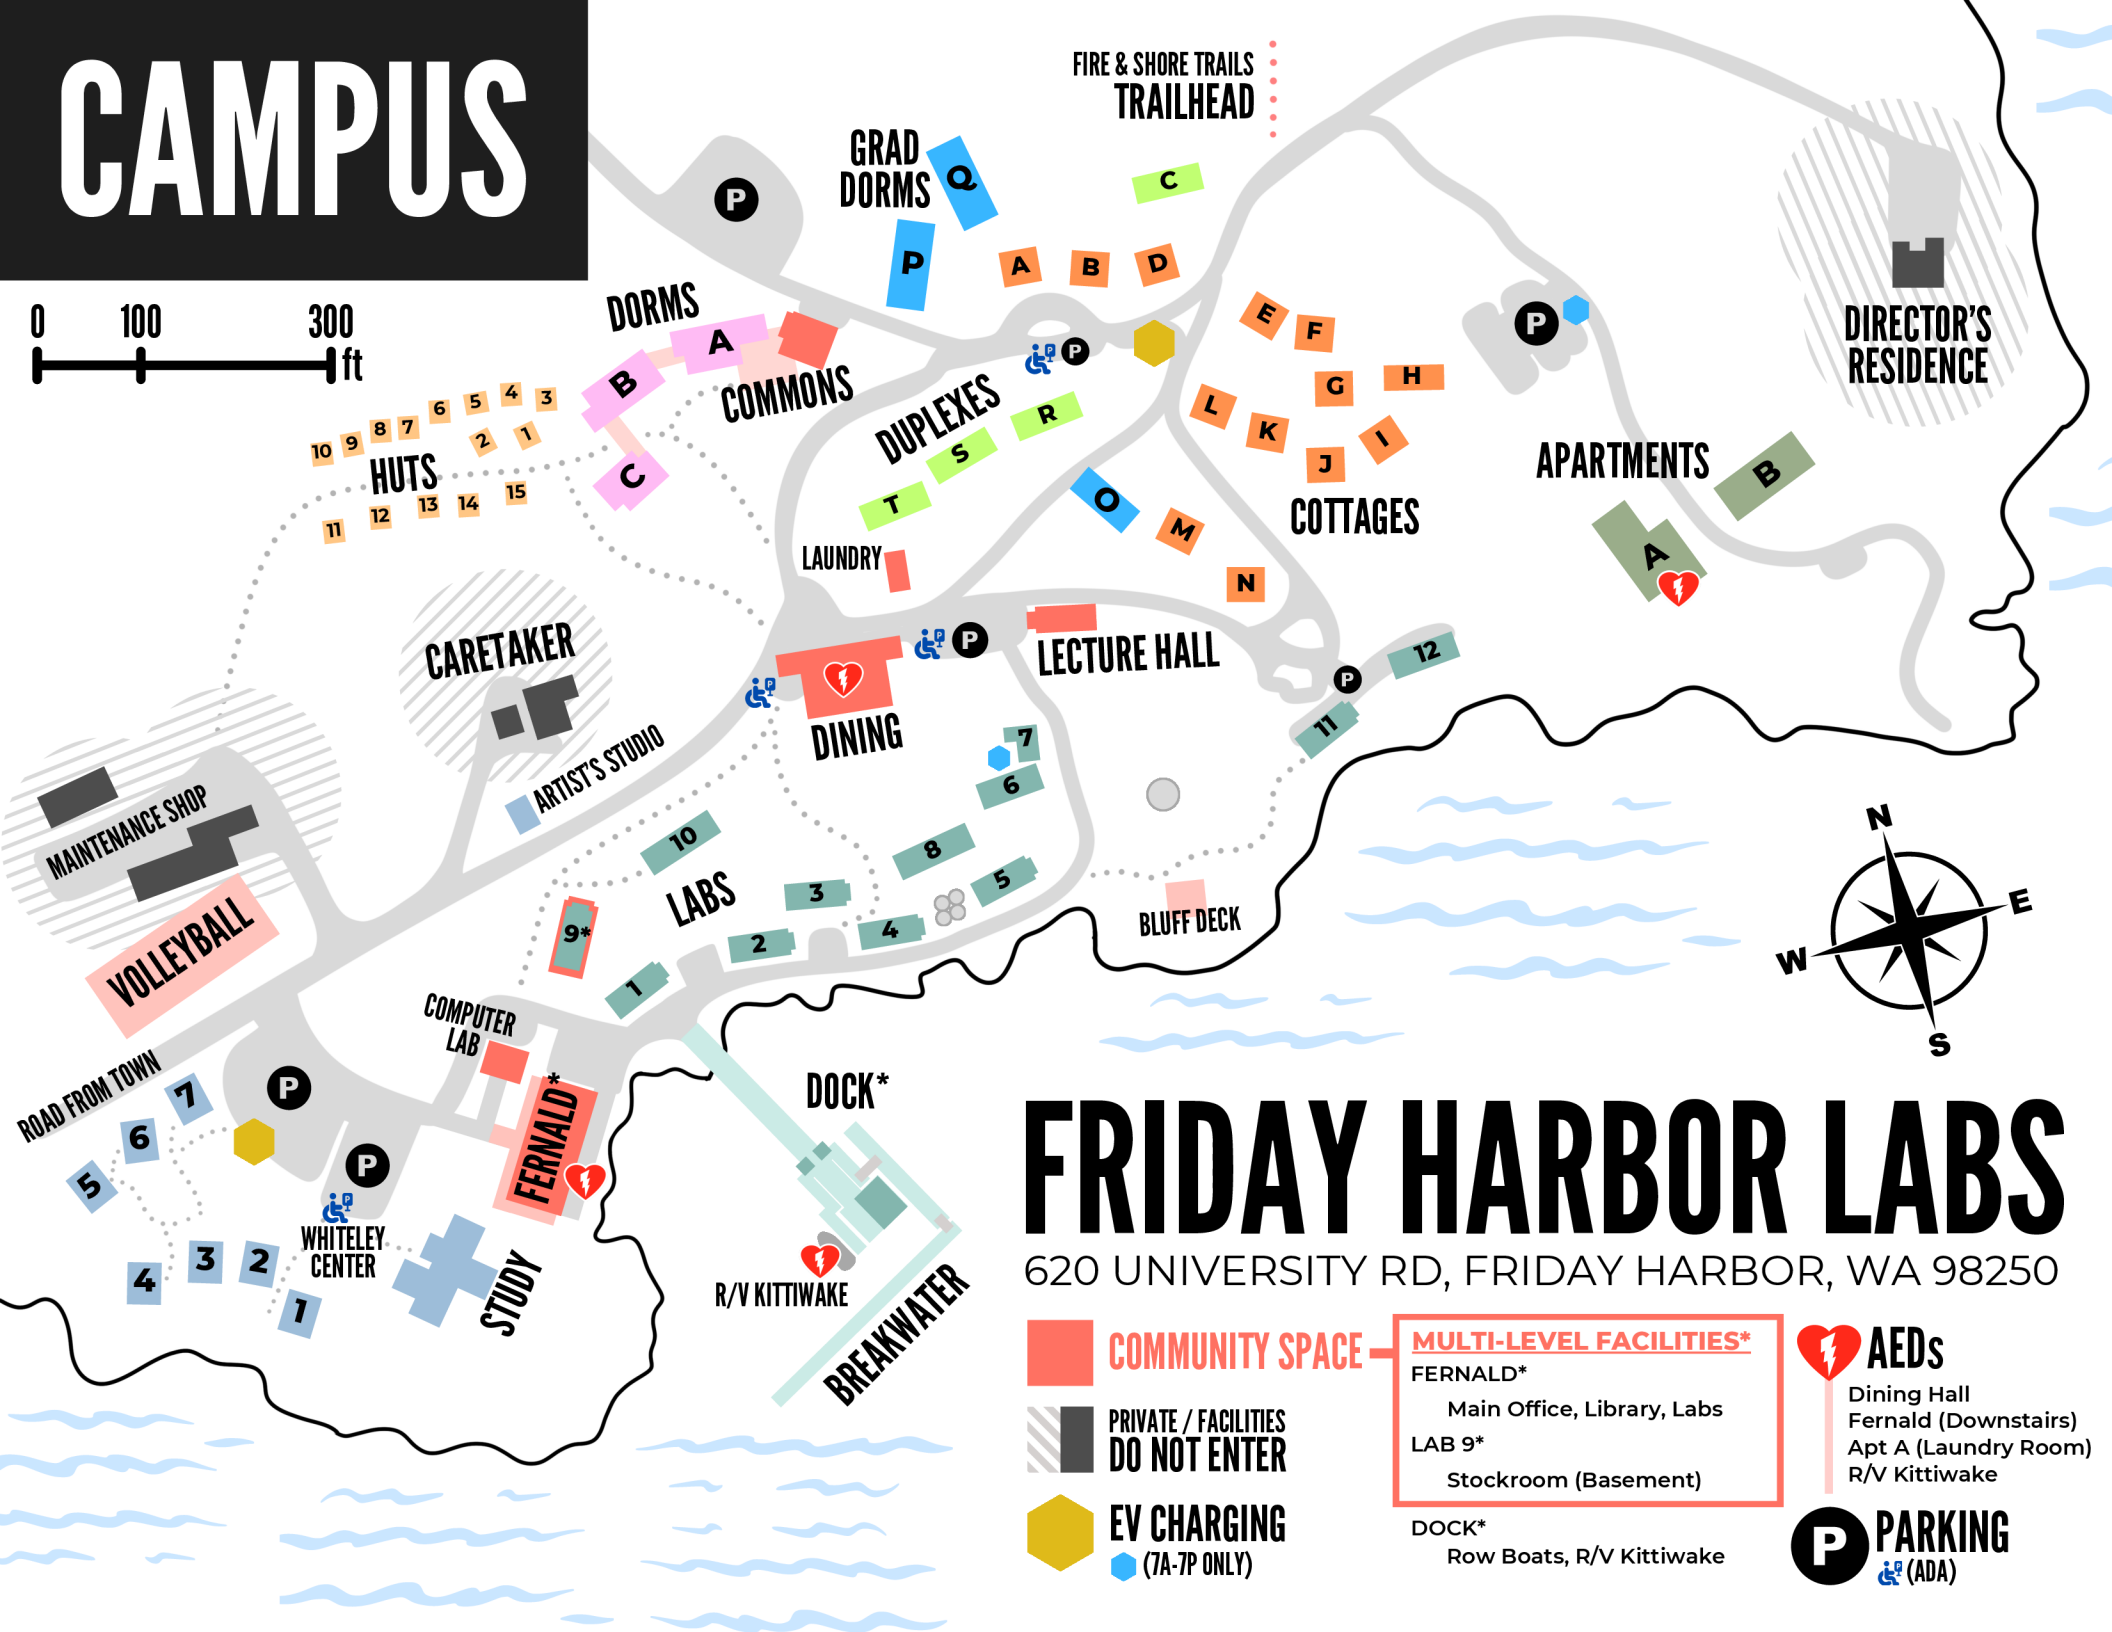 CAMPUS
0 100 300 ft
FIRE & SHORE TRAILS
TRAILHEAD
GRAD
DORMS
Q
P
C
A
B
D
P
DORMS
A
B
C
COMMONS
P
E
F
G
H
L
K
J
I
COTTAGES
DUPLEXES
R
S
T
O
M
N
P
DIRECTOR'S
RESIDENCE
APARTMENTS
B
A
10
9
8
7
6
5
4
3
2
1
HUTS
11
12
13
14
15
LAUNDRY
LECTURE HALL
P
DINING
P
12
11
CARETAKER
ARTIST'S STUDIO
MAINTENANCE SHOP
VOLLEYBALL
7
6
10
8
5
LABS
3
4
2
9*
1
BLUFF DECK
N
E
W
S
COMPUTER
LAB
FERNALD*
ROAD FROM TOWN
P
P
7
6
5
4
3
2
1
WHITELEY
CENTER
STUDY
DOCK*
R/V KITTIWAKE
BREAKWATER
FRIDAY HARBOR LABS
620 UNIVERSITY RD, FRIDAY HARBOR, WA 98250
COMMUNITY SPACE
PRIVATE / FACILITIES
DO NOT ENTER
EV CHARGING
(7A-7P ONLY)
MULTI-LEVEL FACILITIES*
FERNALD*
Main Office, Library, Labs
LAB 9*
Stockroom (Basement)
DOCK*
Row Boats, R/V Kittiwake
AEDs
Dining Hall
Fernald (Downstairs)
Apt A (Laundry Room)
R/V Kittiwake
P PARKING
(ADA)